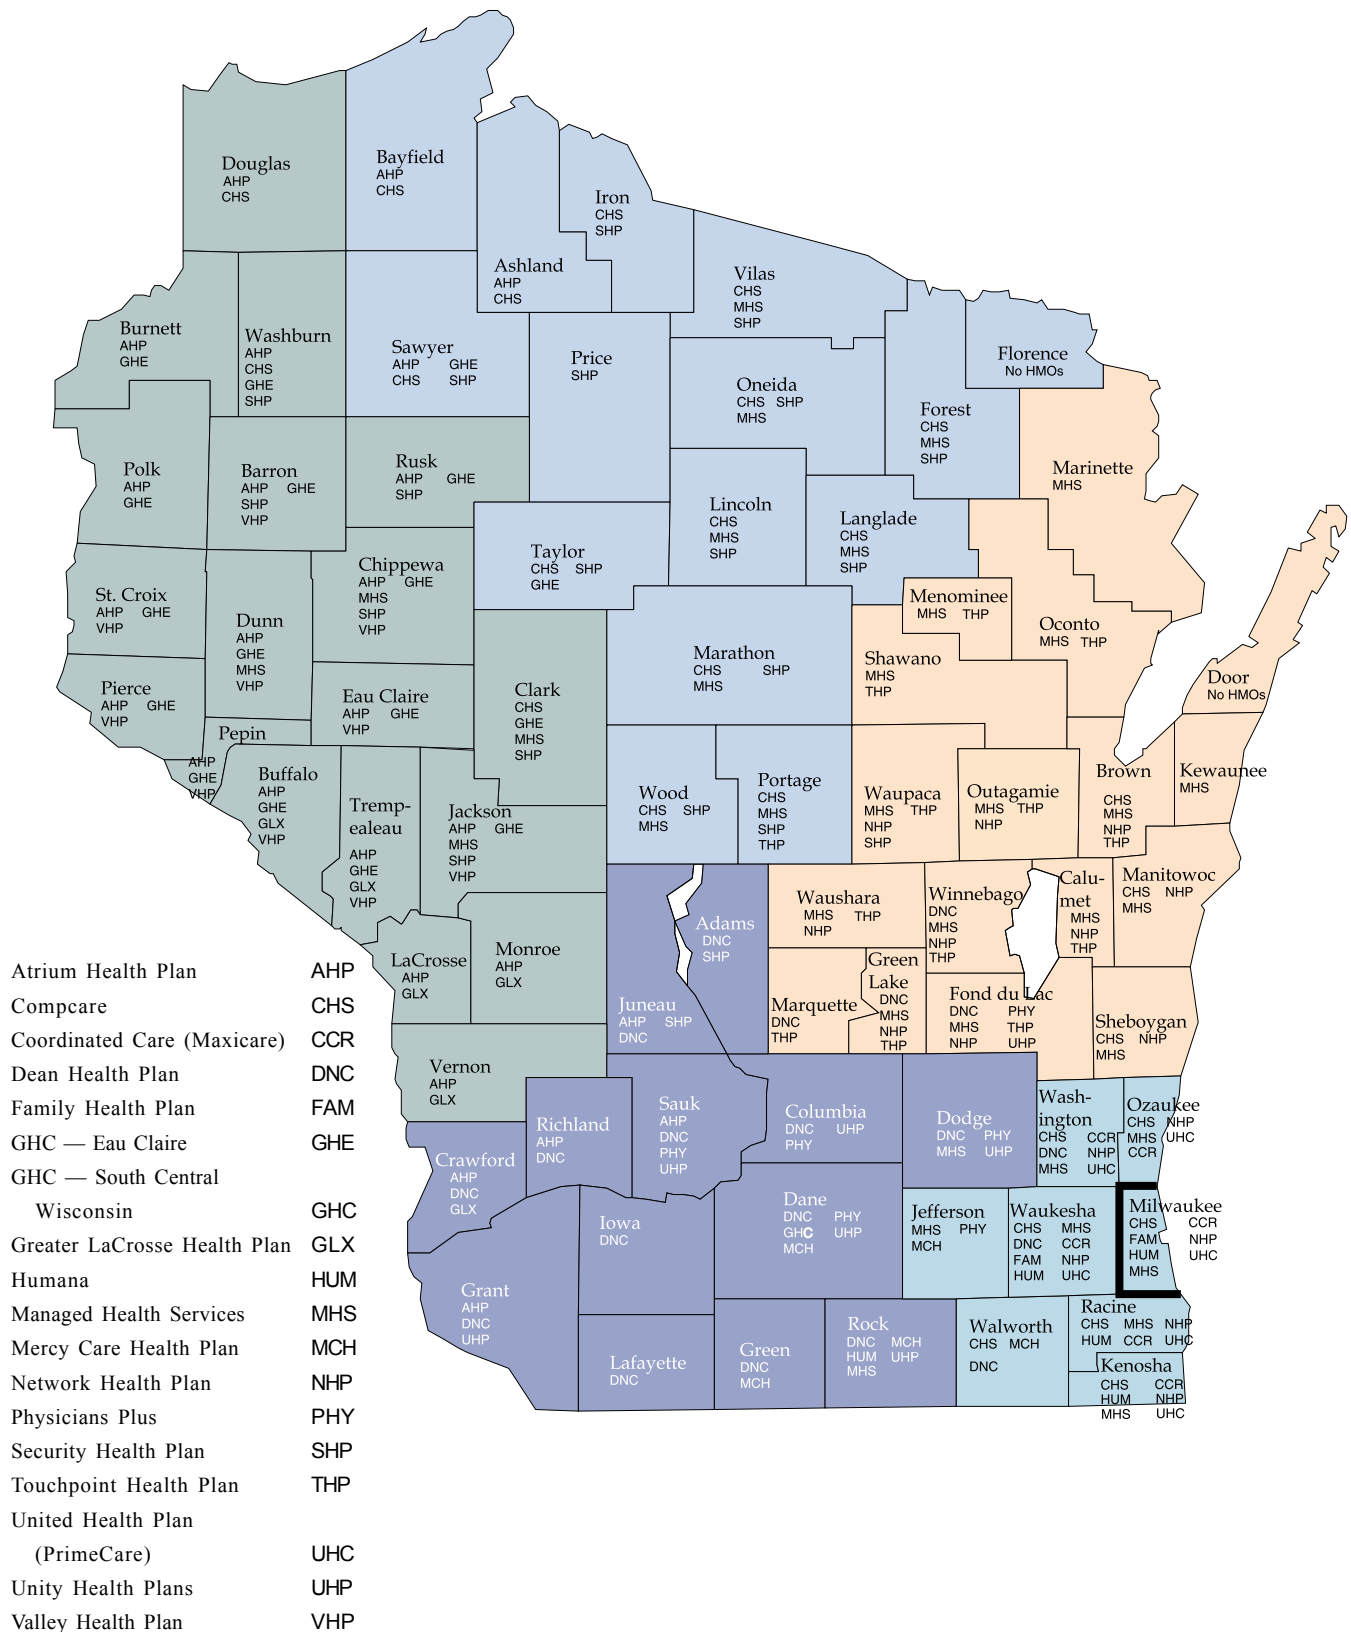 Douglas
AHP
CHS
Bayfield
AHP
CHS
Iron
CHS
SHP
Ashland
AHP
CHS
Vilas
CHS
MHS
SHP
Burnett
AHP
GHE
Washburn
AHP
CHS
GHE
SHP
Sawyer
AHP GHE
CHS SHP
Price
SHP
Oneida
CHS SHP
MHS
Florence
No HMOs
Forest
CHS
MHS
SHP
Marinette
MHS
Polk
AHP
GHE
Barron
AHP GHE
SHP
VHP
Rusk
AHP GHE
SHP
Lincoln
CHS
MHS
SHP
Langlade
CHS
MHS
SHP
Taylor
CHS SHP
GHE
Chippewa
AHP GHE
MHS
SHP
VHP
St. Croix
AHP GHE
VHP
Dunn
AHP
GHE
MHS
VHP
Menominee
MHS THP
Oconto
MHS THP
Marathon
CHS SHP
MHS
Shawano
MHS
THP
Door
No HMOs
Pierce
AHP GHE
VHP
Eau Claire
AHP GHE
VHP
Clark
CHS
GHE
MHS
SHP
Pepin
AHP
GHE
VHP
Buffalo
AHP
GHE
GLX
VHP
Tremp-
ealeau
AHP
GHE
GLX
VHP
Jackson
AHP GHE
MHS
SHP
VHP
Wood
CHS SHP
MHS
Portage
CHS
MHS
SHP
THP
Waupaca
MHS THP
NHP
SHP
Outagamie
MHS THP
NHP
Brown
CHS
MHS
NHP
THP
Kewaunee
MHS
Waushara
MHS THP
NHP
Winnebago
DNC
MHS
NHP
THP
Calu-
met
MHS
NHP
THP
Manitowoc
CHS NHP
MHS
Adams
DNC
SHP
Juneau
AHP SHP
DNC
LaCrosse
AHP
GLX
Monroe
AHP
GLX
Marquette
DNC
THP
Green
Lake
DNC
MHS
NHP
THP
Fond du Lac
DNC PHY
MHS THP
NHP UHP
Sheboygan
CHS NHP
MHS
Vernon
AHP
GLX
Richland
AHP
DNC
Sauk
AHP
DNC
PHY
UHP
Columbia
DNC UHP
PHY
Dodge
DNC PHY
MHS UHP
Wash-
ington
CHS CCR
DNC NHP
MHS UHC
Ozaukee
CHS NHP
MHS UHC
CCR
Crawford
AHP
DNC
GLX
Iowa
DNC
Dane
DNC PHY
GHC UHP
MCH
Jefferson
MHS PHY
MCH
Waukesha
CHS MHS
DNC CCR
FAM NHP
HUM UHC
Milwaukee
CHS CCR
FAM NHP
HUM UHC
MHS
Grant
AHP
DNC
UHP
Lafayette
DNC
Green
DNC
MCH
Rock
DNC MCH
HUM UHP
MHS
Walworth
CHS MCH
DNC
Racine
CHS MHS NHP
HUM CCR UHC
Kenosha
CHS CCR
HUM NHP
MHS UHC
Atrium Health Plan AHP
Compcare CHS
Coordinated Care (Maxicare) CCR
Dean Health Plan DNC
Family Health Plan FAM
GHC — Eau Claire GHE
GHC — South Central
Wisconsin GHC
Greater LaCrosse Health Plan GLX
Humana HUM
Managed Health Services MHS
Mercy Care Health Plan MCH
Network Health Plan NHP
Physicians Plus PHY
Security Health Plan SHP
Touchpoint Health Plan THP
United Health Plan
(PrimeCare) UHC
Unity Health Plans UHP
Valley Health Plan VHP